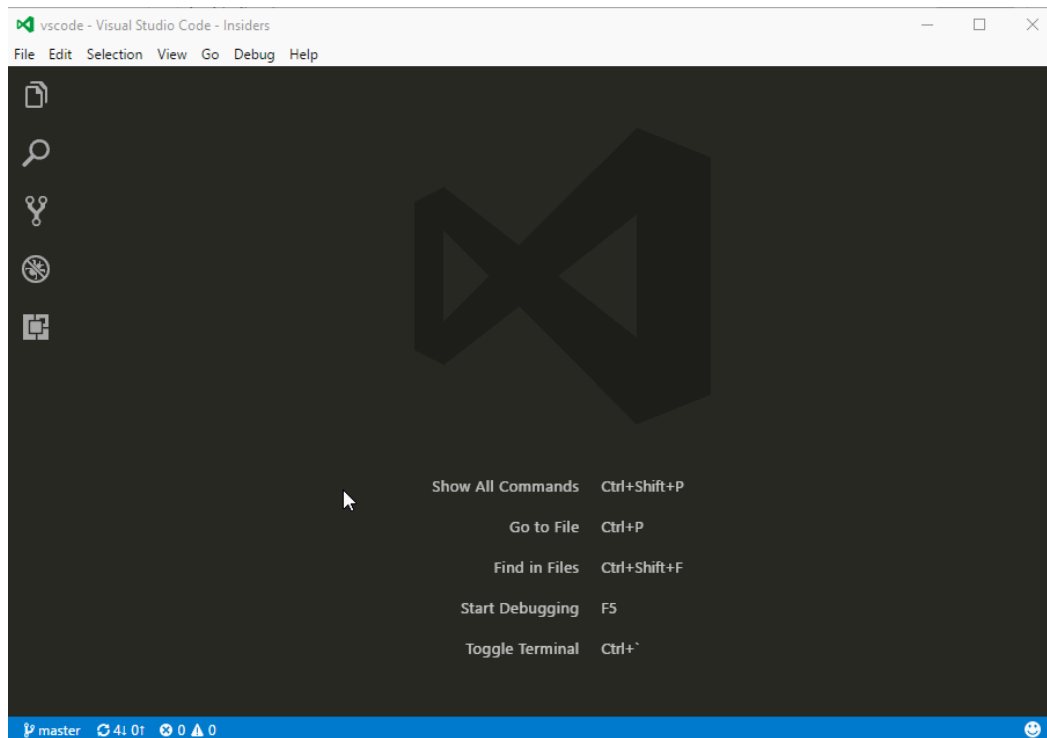 vscode - Visual Studio Code - Insiders
File Edit Selection View Go Debug Help
Show All Commands Ctrl+Shift+P
Go to File Ctrl+P
Find in Files Ctrl+Shift+F
Start Debugging F5
Toggle Terminal Ctrl+`
master 4↓ 0↑ 0 0